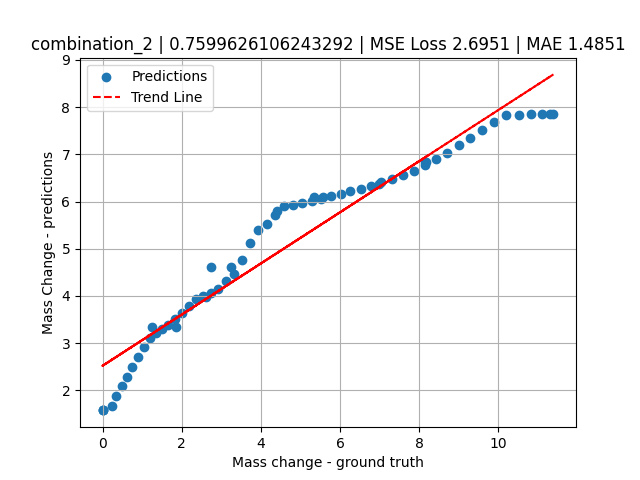 combination_2 | 0.7599626106243292 | MSE Loss 2.6951 | MAE 1.4851
Predictions
Trend Line
Mass Change - predictions
9
8
7
6
5
4
3
2
0 2 4 6 8 10
Mass change - ground truth